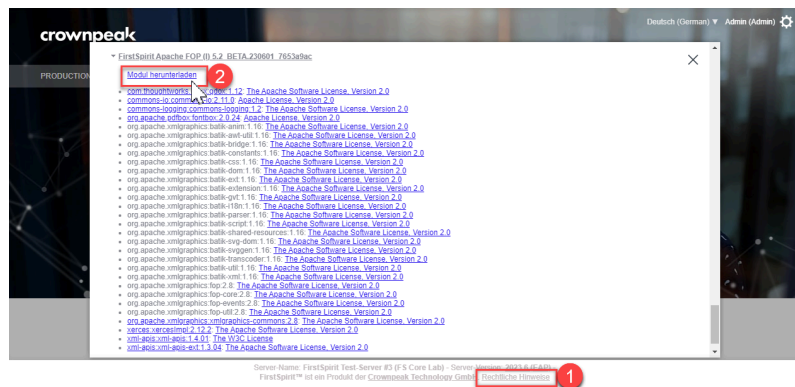 Deutsch (German) ▼ Admin (Admin)
crownpeak
FirstSpirit Apache FOP (I) 5.2_BETA.230601_7653a9ac
PRODUCTION
Modul herunterladen
2
com.thoughtworks. qdox:1.12: The Apache Software License, Version 2.0
commons-io:comm io:2.11.0: Apache License, Version 2.0
commons-logging:commons-logging:1.2: The Apache Software License, Version 2.0
org.apache.pdfbox:fontbox:2.0.24: Apache License, Version 2.0
org.apache.xmlgraphics:batik-anim:1.16: The Apache Software License, Version 2.0
org.apache.xmlgraphics:batik-awt-util:1.16: The Apache Software License, Version 2.0
org.apache.xmlgraphics:batik-bridge:1.16: The Apache Software License, Version 2.0
org.apache.xmlgraphics:batik-constants:1.16: The Apache Software License, Version 2.0
org.apache.xmlgraphics:batik-css:1.16: The Apache Software License, Version 2.0
org.apache.xmlgraphics:batik-dom:1.16: The Apache Software License, Version 2.0
org.apache.xmlgraphics:batik-ext:1.16: The Apache Software License, Version 2.0
org.apache.xmlgraphics:batik-extension:1.16: The Apache Software License, Version 2.0
org.apache.xmlgraphics:batik-gvt:1.16: The Apache Software License, Version 2.0
org.apache.xmlgraphics:batik-i18n:1.16: The Apache Software License, Version 2.0
org.apache.xmlgraphics:batik-parser:1.16: The Apache Software License, Version 2.0
org.apache.xmlgraphics:batik-script:1.16: The Apache Software License, Version 2.0
org.apache.xmlgraphics:batik-shared-resources:1.16: The Apache Software License, Version 2.0
org.apache.xmlgraphics:batik-svg-dom:1.16: The Apache Software License, Version 2.0
org.apache.xmlgraphics:batik-svggen:1.16: The Apache Software License, Version 2.0
org.apache.xmlgraphics:batik-transcoder:1.16: The Apache Software License, Version 2.0
org.apache.xmlgraphics:batik-util:1.16: The Apache Software License, Version 2.0
org.apache.xmlgraphics:batik-xml:1.16: The Apache Software License, Version 2.0
org.apache.xmlgraphics:fop:2.8: The Apache Software License, Version 2.0
org.apache.xmlgraphics:fop-core:2.8: The Apache Software License, Version 2.0
org.apache.xmlgraphics:fop-events:2.8: The Apache Software License, Version 2.0
org.apache.xmlgraphics:fop-util:2.8: The Apache Software License, Version 2.0
org.apache.xmlgraphics:xmlgraphics-commons:2.8: The Apache Software License, Version 2.0
xerces:xercesImpl:2.12.2: The Apache Software License, Version 2.0
xml-apis:xml-apis:1.4.01: The W3C License
xml-apis:xml-apis-ext:1.3.04: The Apache Software License, Version 2.0
Server-Name: FirstSpirit Test-Server #3 (FS Core Lab) - Server-Version: 2023.6 (EAP)
FirstSpirit™ ist ein Produkt der Crownpeak Technology GmbH Rechtliche Hinweise
1